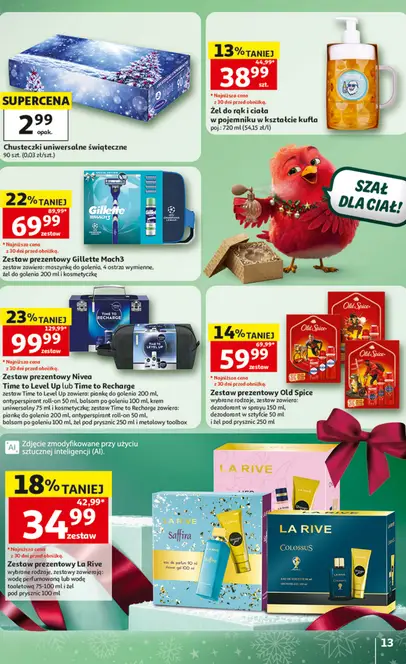 SUPERCENA
2 99
opak.
Chusteczki uniwersalne świąteczne
90 szt. (0,03 zł/szt.)
13% TANIEJ
44,99*
38 99
szt.
* Najniższa cena
z 30 dni przed obniżką.
Żel do rąk i ciała
w pojemniku w kształcie kufla
poj.: 720 ml (54,15 zł/l)
22% TANIEJ
89,99*
69 99
zestaw
* Najniższa cena
z 30 dni przed obniżką.
Gillette
MACH3
Zestaw prezentowy Gillette Mach3
zestaw zawiera: maszynkę do golenia, 4 ostrza wymienne,
żel do golenia 200 ml i kosmetyczkę
SZAŁ
DLA CIAŁ!
23% TANIEJ
129,99*
99 99
zestaw
* Najniższa cena
z 30 dni przed obniżką.
TIME TO
RECHARGE
TIME TO
LEVEL UP
Zestaw prezentowy Nivea
Time to Level Up lub Time to Recharge
zestaw Time to Level Up zawiera: piankę do golenia 200 ml,
antyperspirant roll-on 50 ml, balsam po goleniu 100 ml, krem
uniwersalny 75 ml i kosmetyczkę; zestaw Time to Recharge zawiera:
piankę do golenia 200 ml, antyperspirant roll-on 50 ml,
balsam po goleniu 100 ml, żel pod prysznic 250 ml i metalowy toolbox
14% TANIEJ
69,99*
59 99
zestaw
* Najniższa cena
z 30 dni przed obniżką.
Old Spice
Old Spice
Zestaw prezentowy Old Spice
wybrane rodzaje, zestaw zawiera:
dezodorant w sprayu 150 ml,
dezodorant w sztyfcie 50 ml
i żel pod prysznic 250 ml
Zdjęcie zmodyfikowane przy użyciu
sztucznej inteligencji (AI).
18% TANIEJ
42,99*
34 99
zestaw
* Najniższa cena
z 30 dni przed obniżką.
Zestaw prezentowy La Rive
wybrane rodzaje, zestawy zawierają:
wodę perfumowaną lub wodę
toaletową 75-100 ml i żel
pod prysznic 100 ml
LA RIVE
LA RIVE
Saffira
LA RIVE
COLOSSUS
13